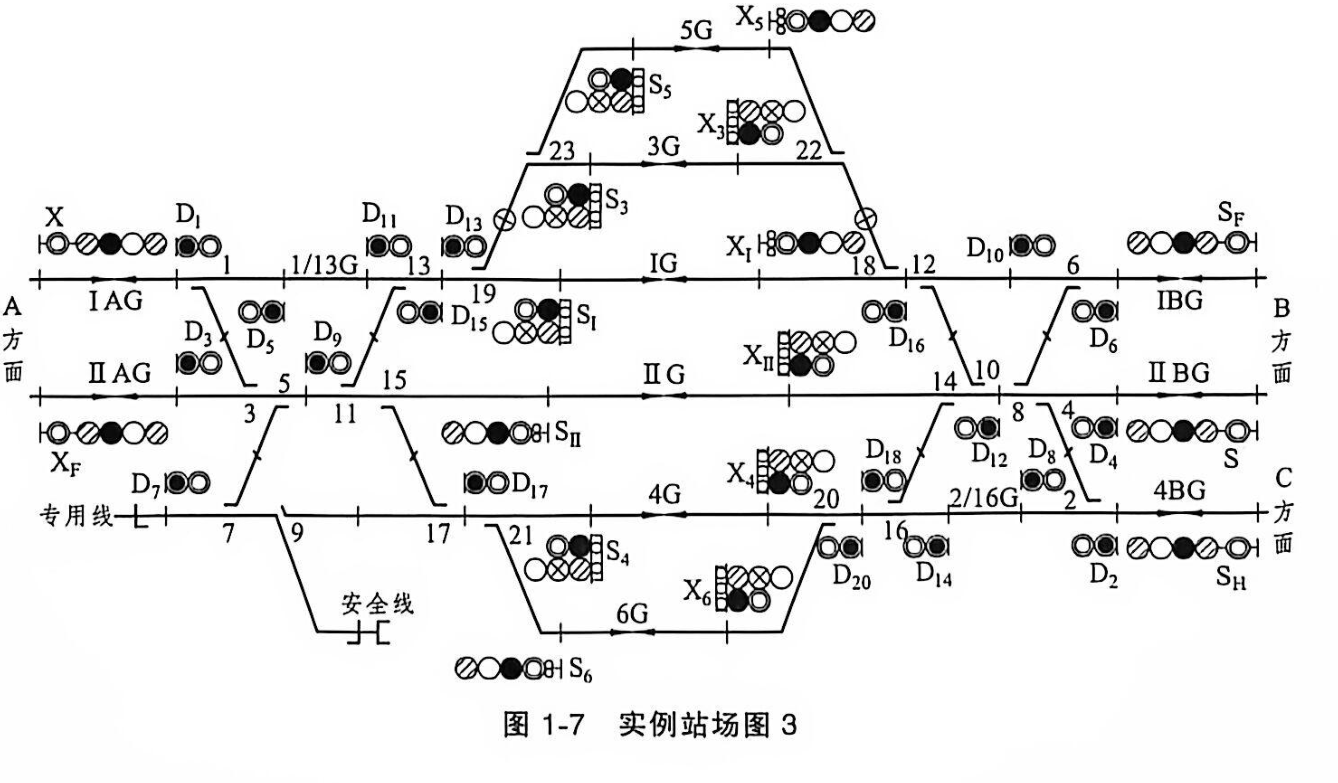 5G
X5
S5
X3
23
3G
22
S3
X
D1
D11
D13
XI
D10
SF
1
1/13G
13
IG
18
12
6
IAG
19
IBG
A方面
D3
D5
D9
D15
SI
D16
D6
B方面
XII
IIAG
5
15
IIG
14
10
IIBG
3
11
8
4
XF
SII
D12
D8
D4
S
D7
D17
X4
D18
专用线
4G
20
2/16G
2
4BG
C方面
7
9
17
21
16
S4
D20
D14
D2
SH
安全线
X6
6G
S6
图 1-7 实例站场图 3